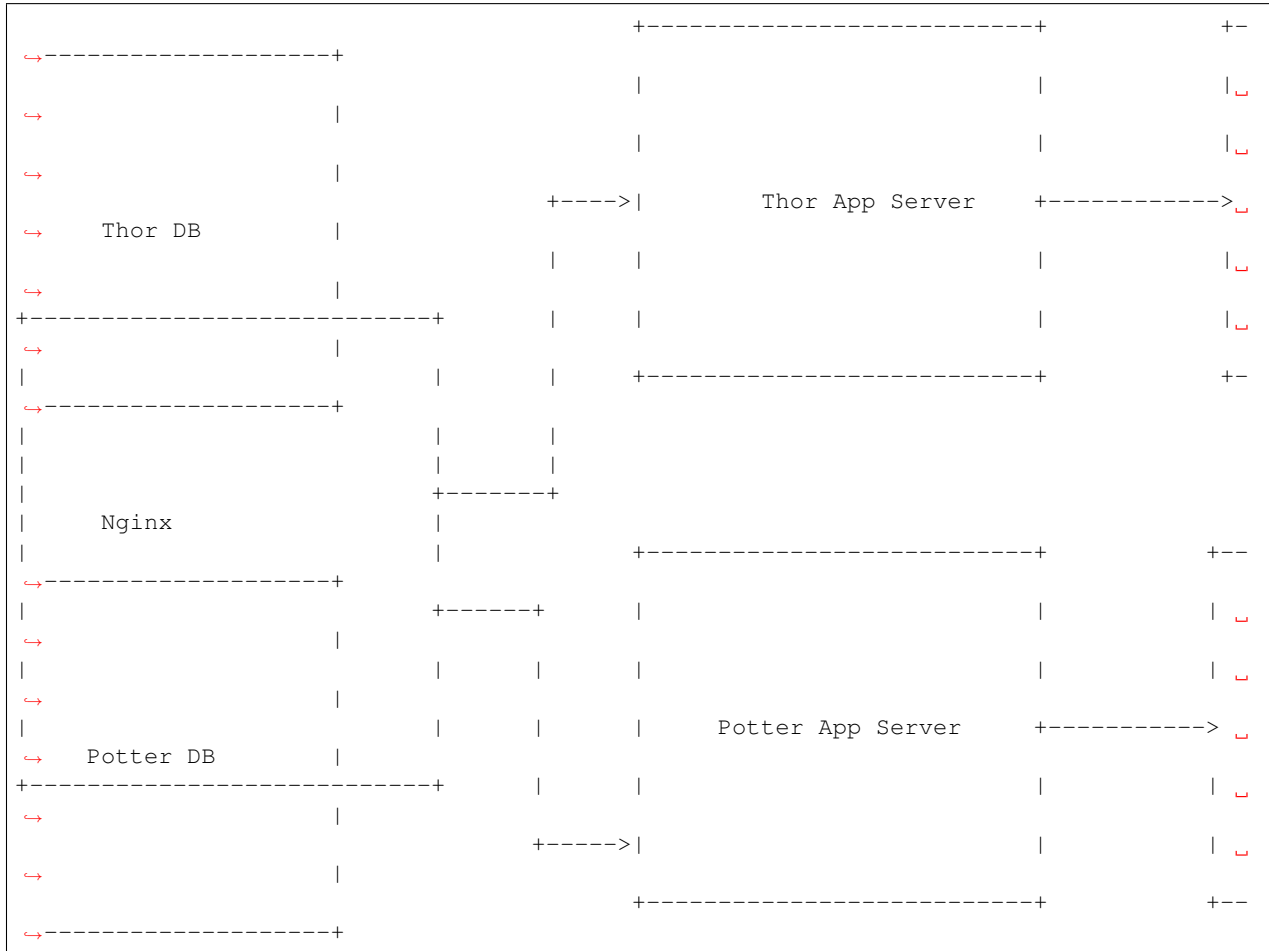 +---------------------------+ +-
↪--------------------+
| | |␣
↪ |
| | |␣
↪ |
+---->| Thor App Server +------------>␣
↪ Thor DB |
| | | |␣
↪ |
+----------------------------+ | | | |␣
↪ |
| | | +---------------------------+ +-
↪--------------------+
| | |
| | |
| +-------+
| Nginx |
| | +---------------------------+ +--
↪--------------------+
| +------+ | | | ␣
↪ |
| | | | | | ␣
↪ |
| | | | Potter App Server +-----------> ␣
↪ Potter DB |
+----------------------------+ | | | | ␣
↪ |
+----->| | | ␣
↪ |
+---------------------------+ +--
↪--------------------+